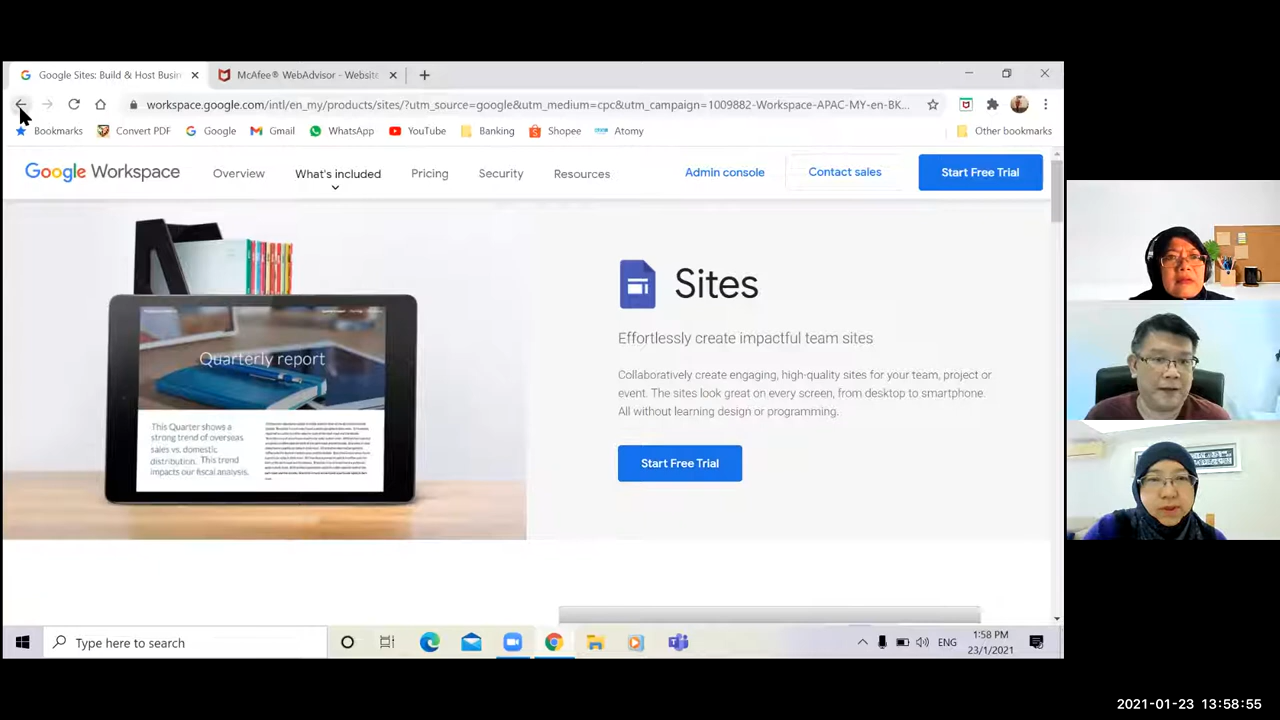 Google Sites: Build & Host Busin
McAfee® WebAdvisor - Website
workspace.google.com/intl/en_my/products/sites/?utm_source=google&utm_medium=cpc&utm_campaign=1009882-Workspace-APAC-MY-en-BK...
Bookmarks Convert PDF Google Gmail WhatsApp YouTube Banking Shopee Atomy Other bookmarks
Google Workspace Overview What's included Pricing Security Resources Admin console Contact sales Start Free Trial
Sites
Effortlessly create impactful team sites
Collaboratively create engaging, high-quality sites for your team, project or
event. The sites look great on every screen, from desktop to smartphone.
All without learning design or programming.
Start Free Trial
Quarterly report
This Quarter shows a
strong trend of overseas
sales vs. domestic
distribution. This trend
impacts our fiscal analysis.
Type here to search
ENG
1:58 PM
23/1/2021
2021-01-23 13:58:55